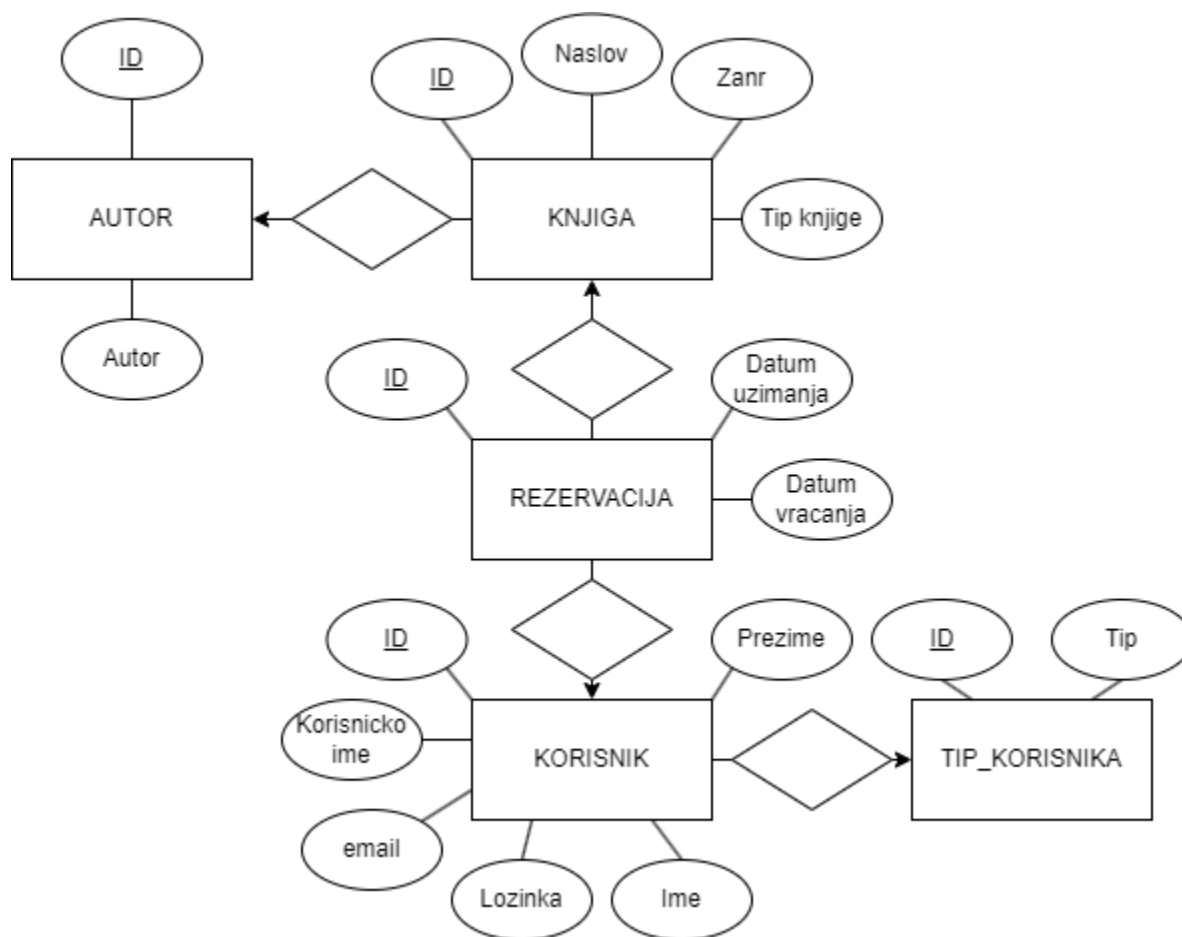 ID
ID
Naslov
Zanr
AUTOR
KNJIGA
Tip knjige
Autor
ID
Datum
uzimanja
REZERVACIJA
Datum
vracanja
ID
Prezime
ID
Tip
Korisnicko
ime
KORISNIK
TIP_KORISNIKA
email
Lozinka
Ime